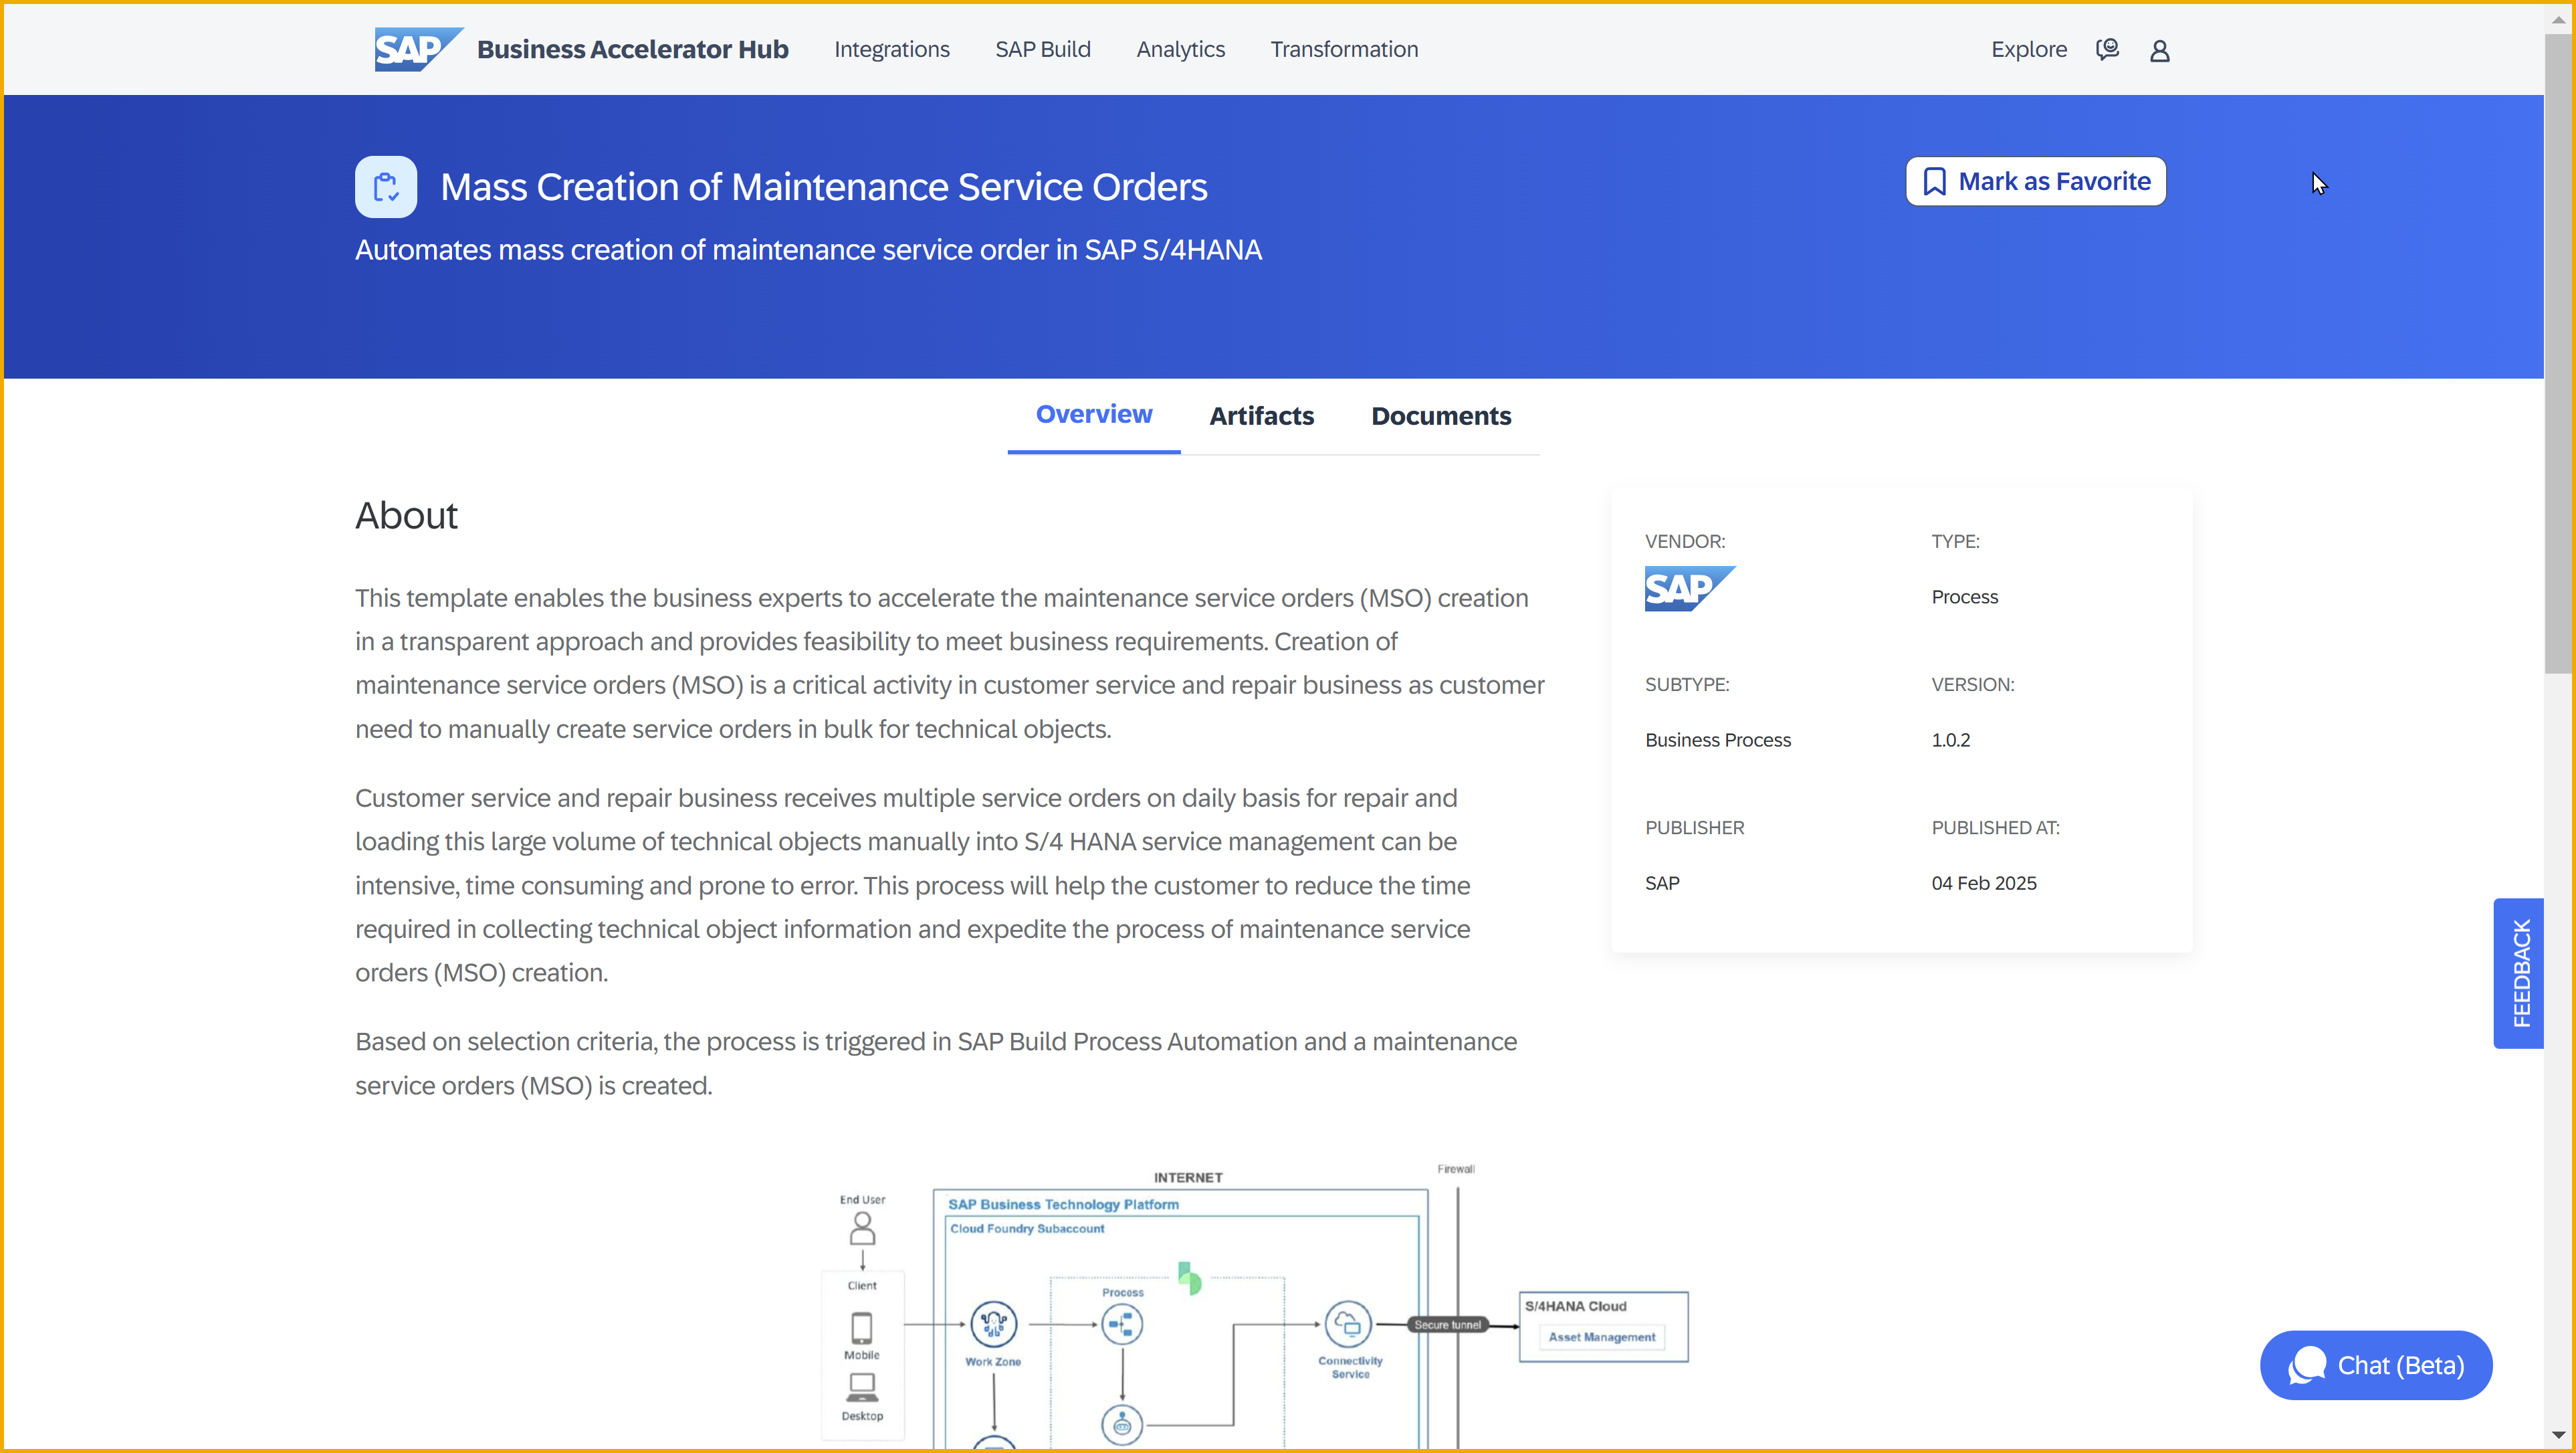 SAP Business Accelerator Hub Integrations SAP Build Analytics Transformation Explore
Mass Creation of Maintenance Service Orders
Mark as Favorite
Automates mass creation of maintenance service order in SAP S/4HANA
Overview Artifacts Documents
About
This template enables the business experts to accelerate the maintenance service orders (MSO) creation
in a transparent approach and provides feasibility to meet business requirements. Creation of
maintenance service orders (MSO) is a critical activity in customer service and repair business as customer
need to manually create service orders in bulk for technical objects.
Customer service and repair business receives multiple service orders on daily basis for repair and
loading this large volume of technical objects manually into S/4 HANA service management can be
intensive, time consuming and prone to error. This process will help the customer to reduce the time
required in collecting technical object information and expedite the process of maintenance service
orders (MSO) creation.
Based on selection criteria, the process is triggered in SAP Build Process Automation and a maintenance
service orders (MSO) is created.
VENDOR: TYPE:
SAP Process
SUBTYPE: VERSION:
Business Process 1.0.2
PUBLISHER PUBLISHED AT:
SAP 04 Feb 2025
FEEDBACK
INTERNET
Firewall
End User
SAP Business Technology Platform
Cloud Foundry Subaccount
Client
Process
Mobile
Desktop
Work Zone
Connectivity
Service
Secure tunnel
S/4HANA Cloud
Asset Management
Chat (Beta)